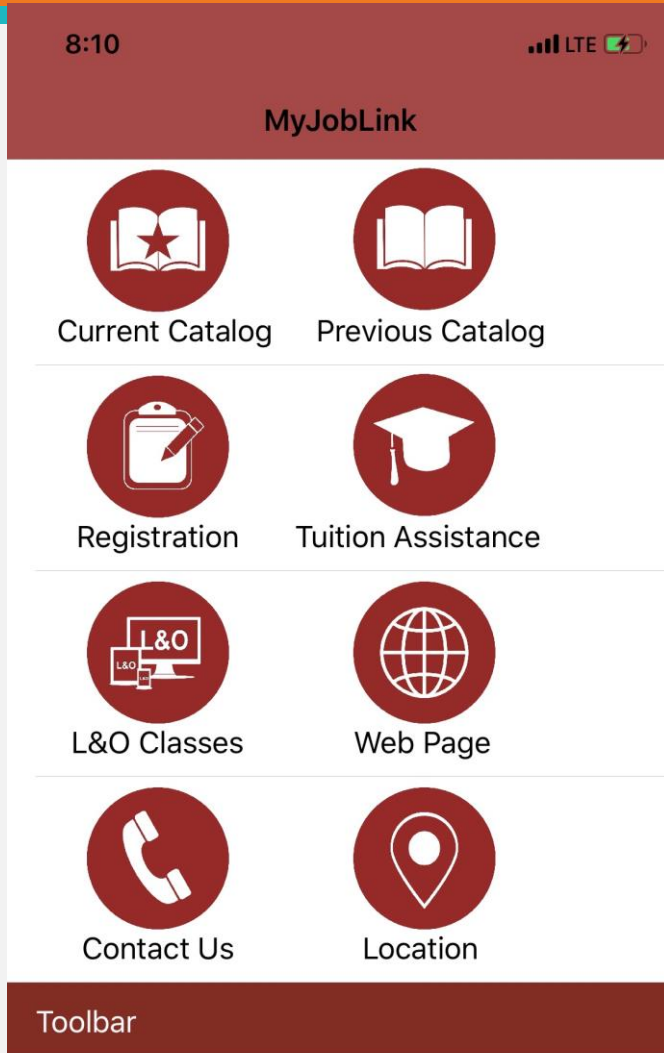 8:10 LTE
MyJobLink
Current Catalog Previous Catalog
Registration Tuition Assistance
L&O
L&O
L&O Classes Web Page
Contact Us Location
Toolbar